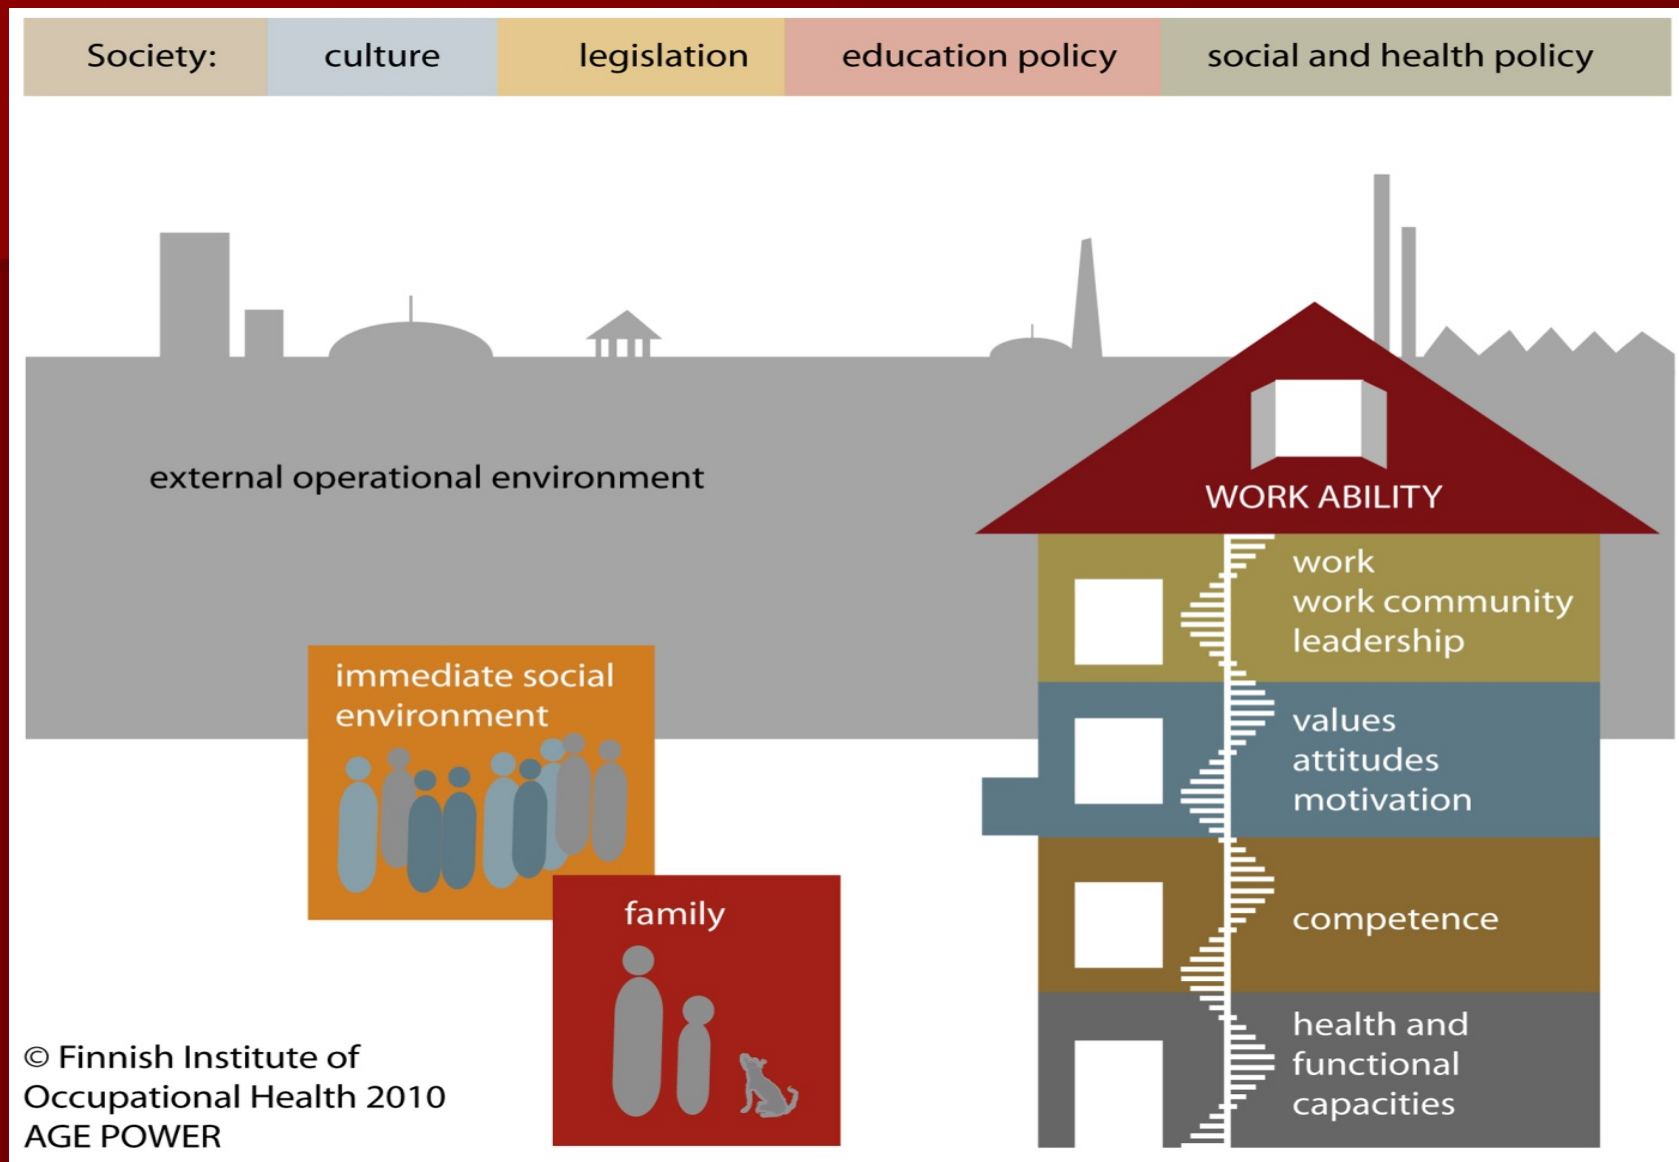 Society: culture legislation education policy social and health policy
external operational environment
WORK ABILITY
work
work community
leadership
immediate social
environment
values
attitudes
motivation
family
competence
health and
functional
capacities
© Finnish Institute of
Occupational Health 2010
AGE POWER